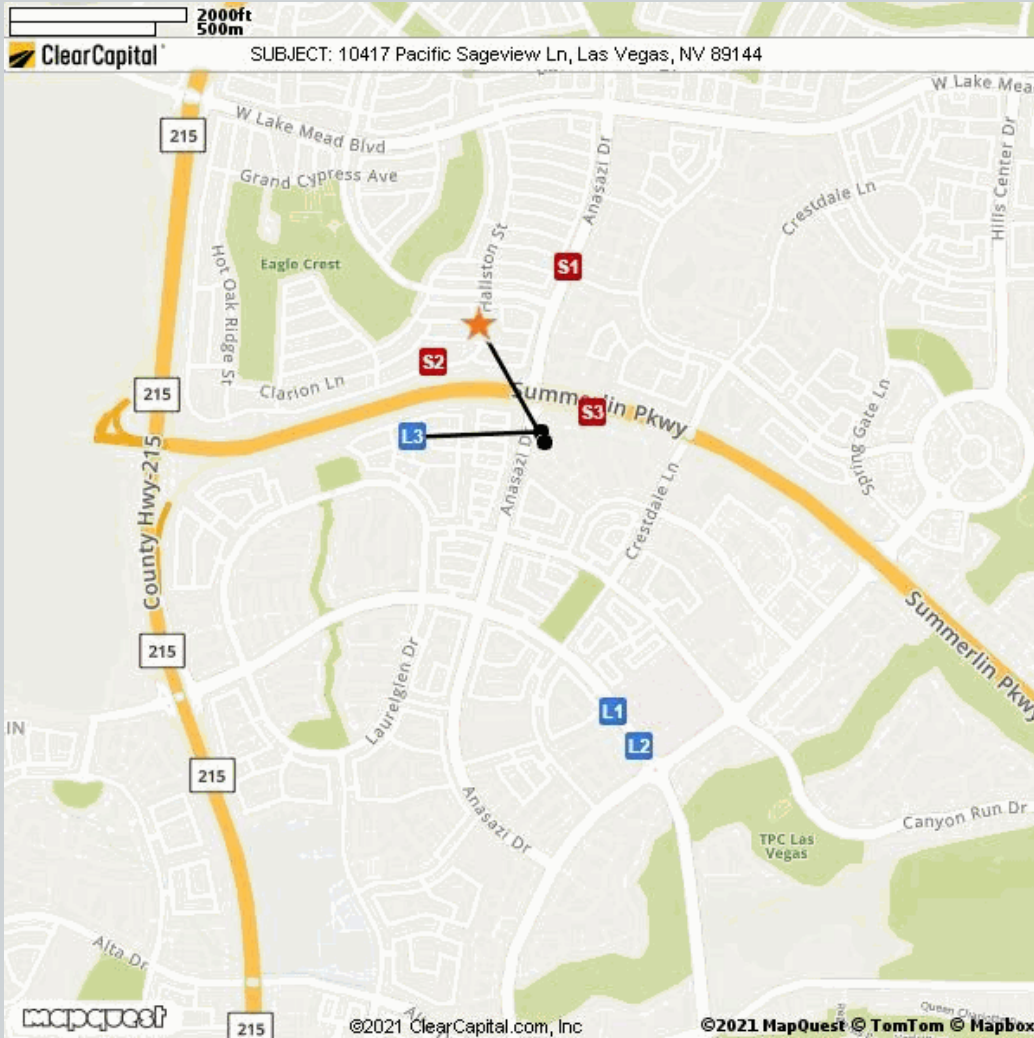 2000ft
500m
ClearCapital
SUBJECT: 10417 Pacific Sageview Ln, Las Vegas, NV 89144
W Lake Mea
215
W Lake Mead Blvd
Grand Cypress Ave
Anasazi Dr
Crestdale Ln
Hills Center Dr
Hallston St
Eagle Crest
S1
Hot Oak Ridge St
S2
Clarion Ln
215
Summerlin Pkwy
S3
L3
Anasazi D
Spring Gate Ln
County Hwy-215
Crestdale Ln
Summerlin Pkwy
215
Laurelglen Dr
L1
IN
L2
215
Anasazi Dr
Canyon Run Dr
TPC Las
Vegas
Alta Dr
mapquest
©2021 ClearCapital.com, Inc
©2021 MapQuest © TomTom © Mapbox
215
Queen Charlotte